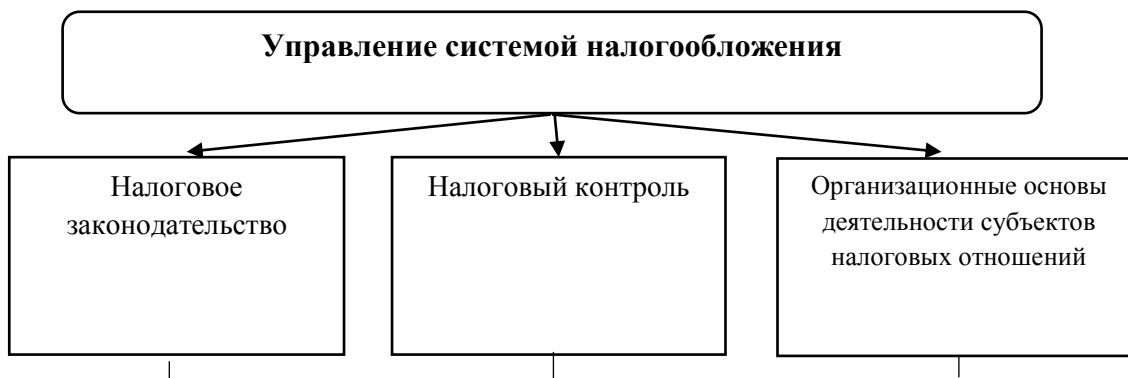 Управление системой налогообложения
Налоговое
законодательство
Налоговый контроль
Организационные основы
деятельности субъектов
налоговых отношений